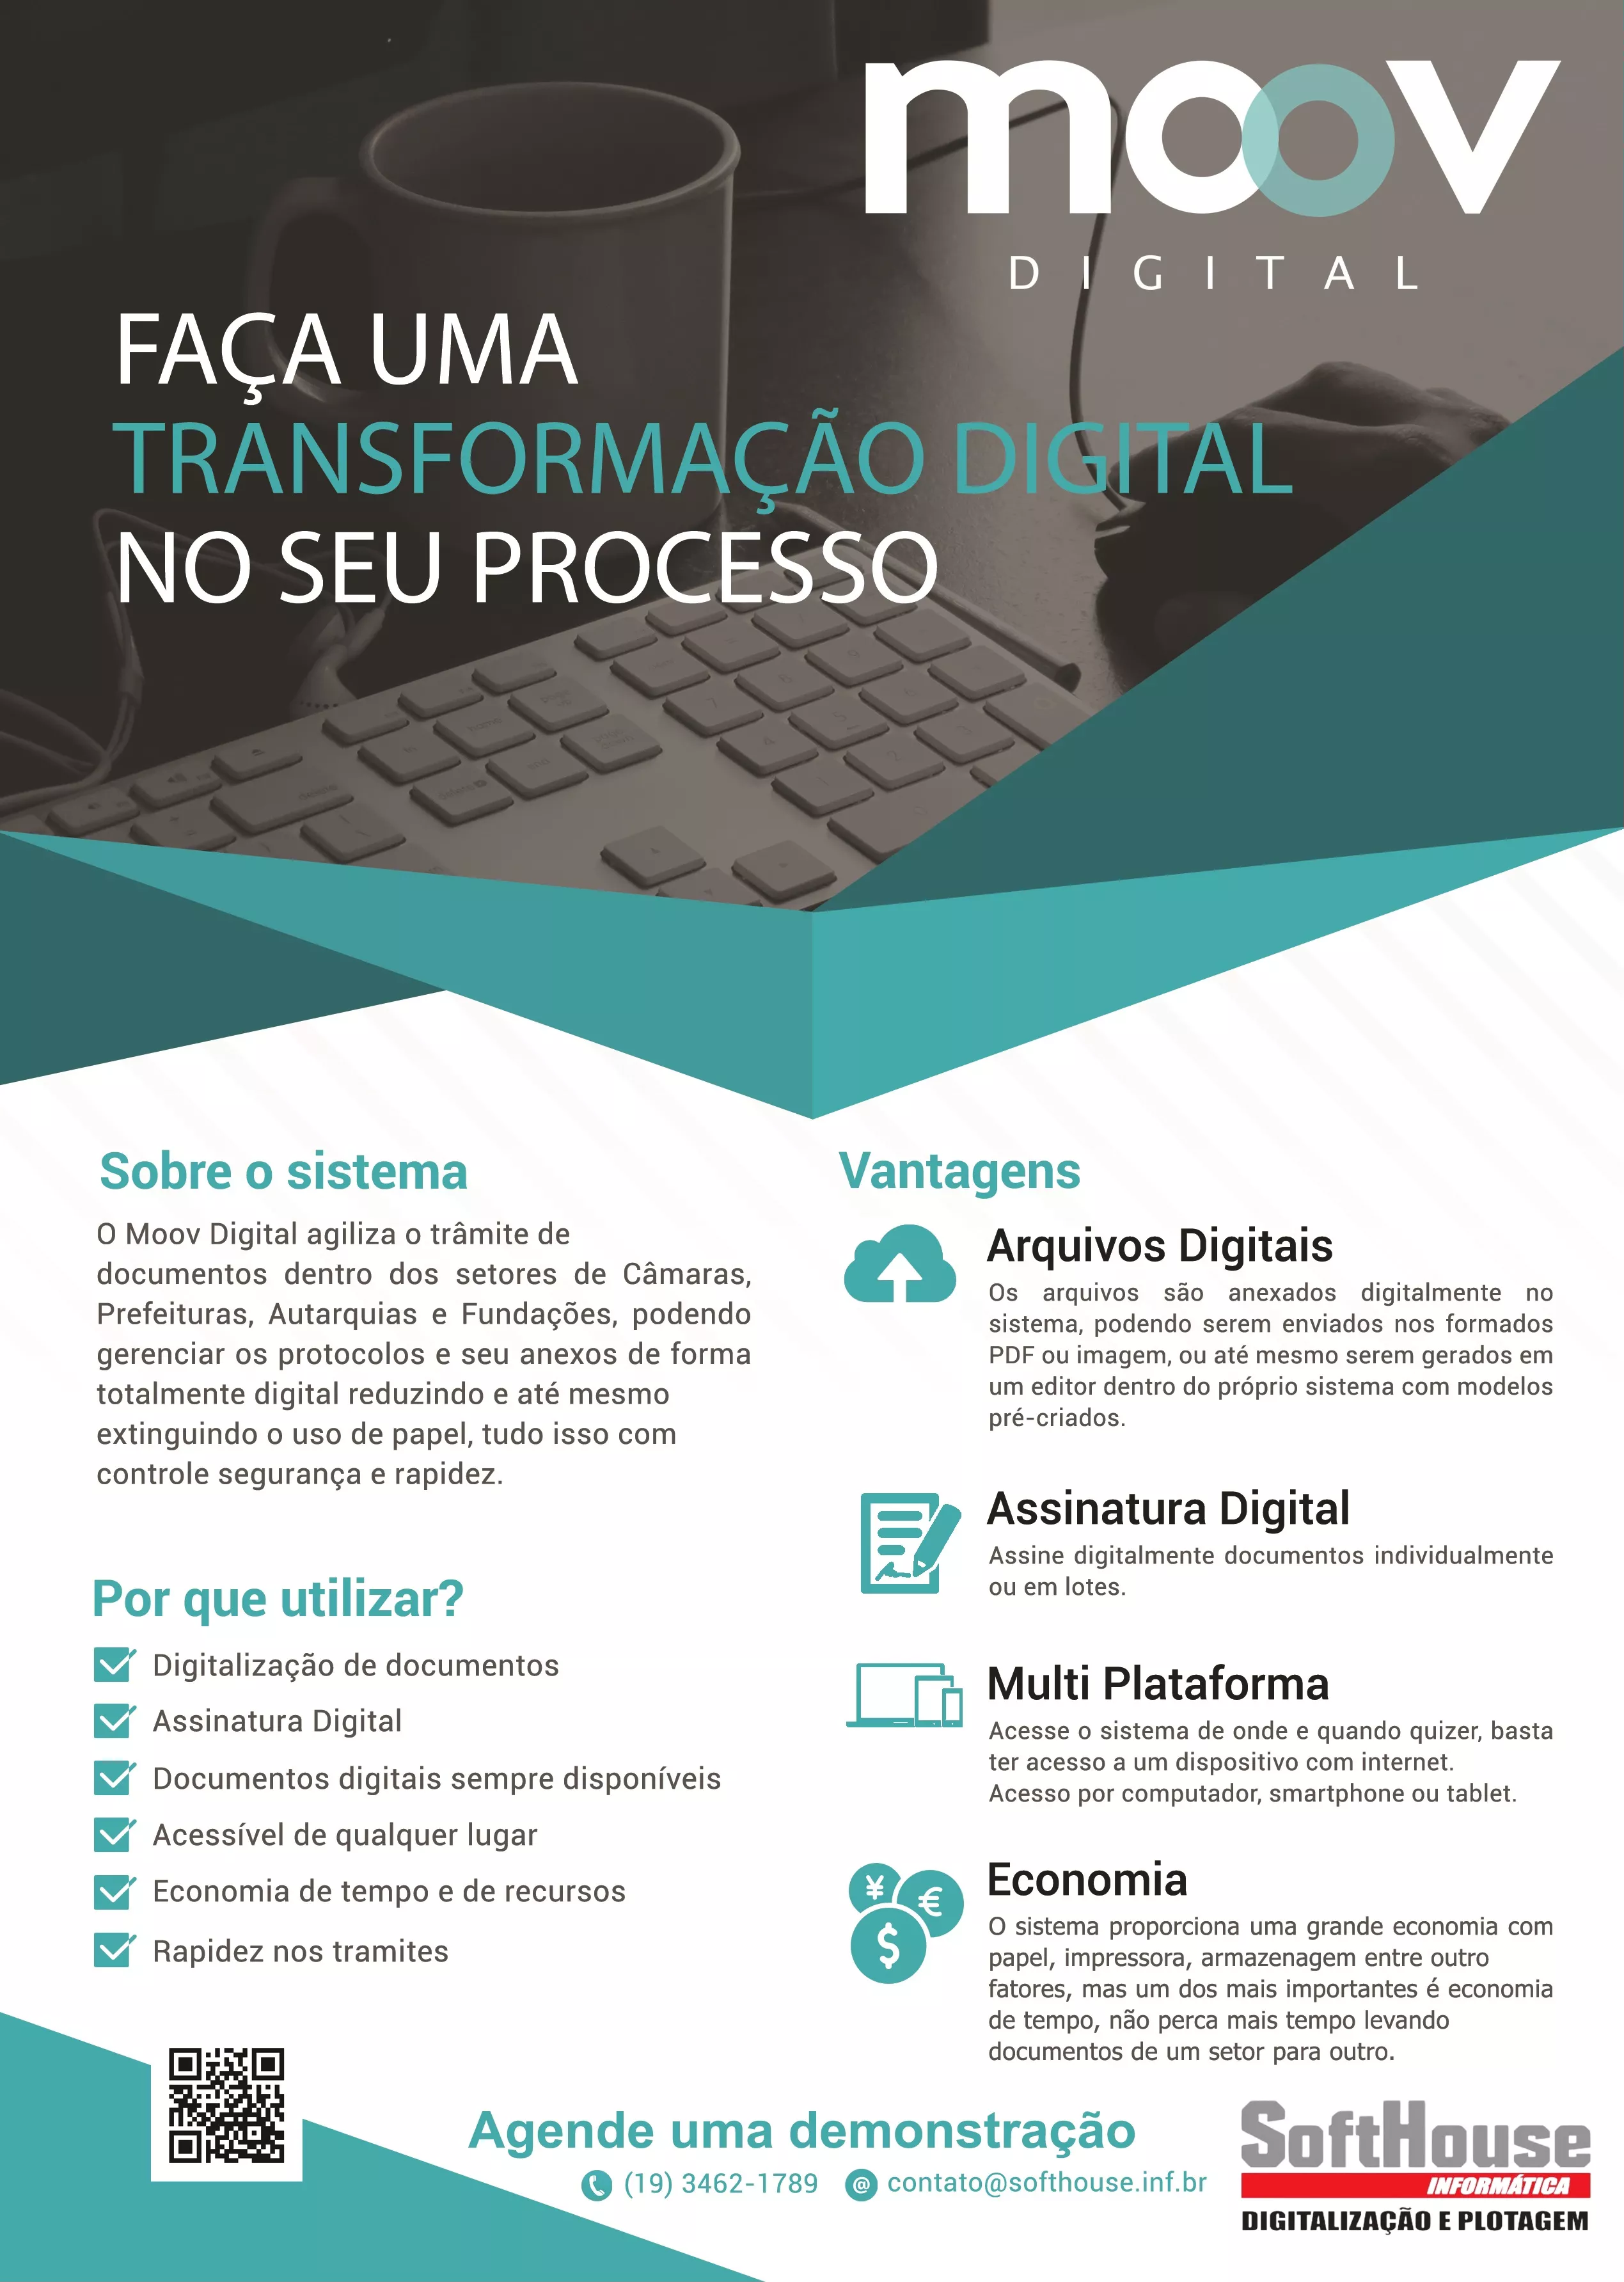 moov
DIGITAL
FAÇA UMA
TRANSFORMAÇÃO DIGITAL
NO SEU PROCESSO
Sobre o sistema
O Moov Digital agiliza o trâmite de
documentos dentro dos setores de Câmaras,
Prefeituras, Autarquias e Fundações, podendo
gerenciar os protocolos e seu anexos de forma
totalmente digital reduzindo e até mesmo
extinguindo o uso de papel, tudo isso com
controle segurança e rapidez.
Por que utilizar?
Digitalização de documentos
Assinatura Digital
Documentos digitais sempre disponíveis
Acessível de qualquer lugar
Economia de tempo e de recursos
Rapidez nos tramites
Vantagens
Arquivos Digitais
Os arquivos são anexados digitalmente no
sistema, podendo serem enviados nos formados
PDF ou imagem, ou até mesmo serem gerados em
um editor dentro do próprio sistema com modelos
pré-criados.
Assinatura Digital
Assine digitalmente documentos individualmente
ou em lotes.
Multi Plataforma
Acesse o sistema de onde e quando quizer, basta
ter acesso a um dispositivo com internet.
Acesso por computador, smartphone ou tablet.
Economia
O sistema proporciona uma grande economia com
papel, impressora, armazenagem entre outro
fatores, mas um dos mais importantes é economia
de tempo, não perca mais tempo levando
documentos de um setor para outro.
Agende uma demonstração
(19) 3462-1789 contato@softhouse.inf.br
SoftHouse
INFORMÁTICA
DIGITALIZAÇÃO E PLOTAGEM